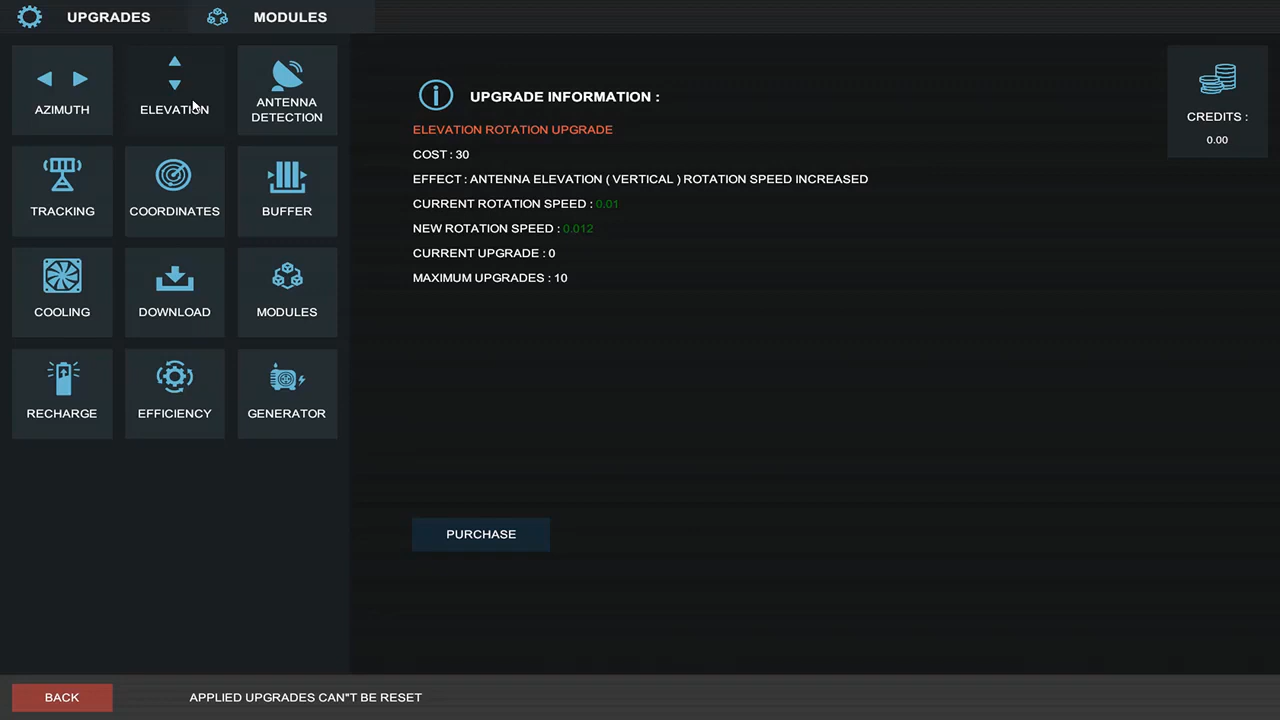 UPGRADES
MODULES
AZIMUTH
ELEVATION
ANTENNA
DETECTION
TRACKING
COORDINATES
BUFFER
COOLING
DOWNLOAD
MODULES
RECHARGE
EFFICIENCY
GENERATOR
UPGRADE INFORMATION :
ELEVATION ROTATION UPGRADE
COST : 30
EFFECT : ANTENNA ELEVATION ( VERTICAL ) ROTATION SPEED INCREASED
CURRENT ROTATION SPEED : 0.01
NEW ROTATION SPEED : 0.012
CURRENT UPGRADE : 0
MAXIMUM UPGRADES : 10
PURCHASE
CREDITS :
0.00
BACK
APPLIED UPGRADES CAN"T BE RESET